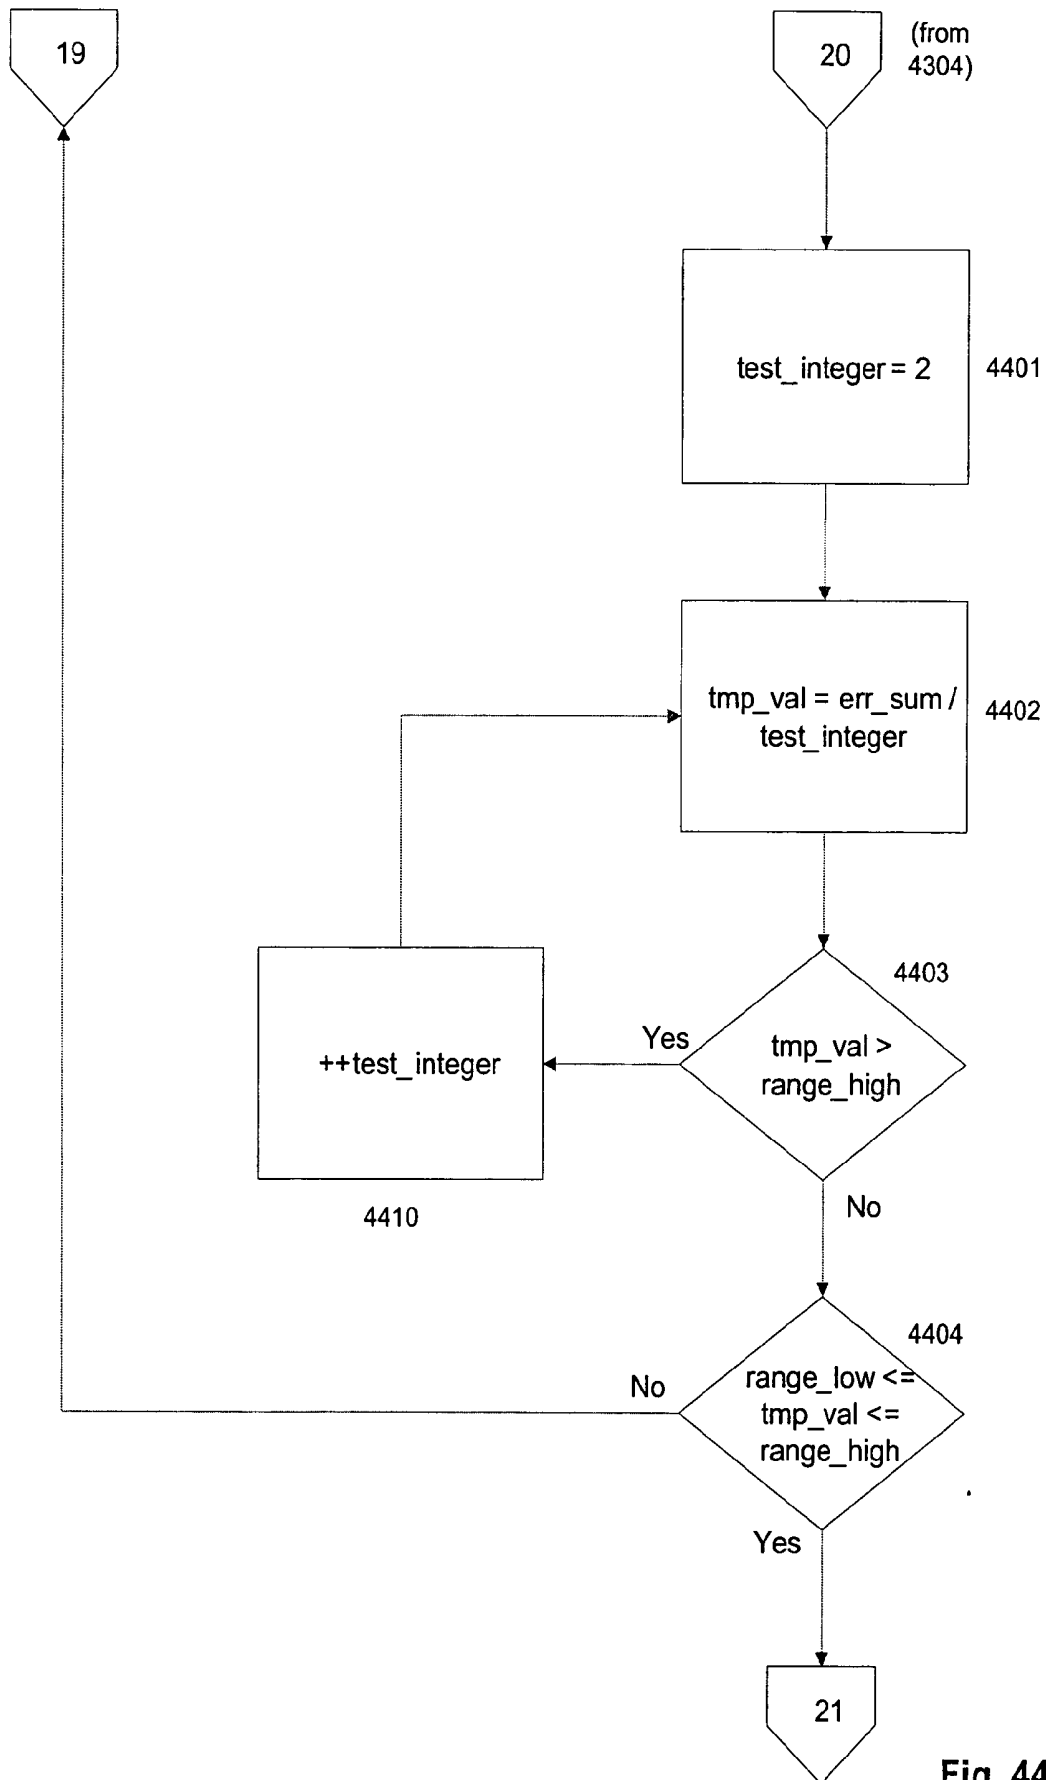 19
20
(from
4304)
test_integer = 2
4401
tmp_val = err_sum /
test_integer
4402
4403
Yes
tmp_val >
range_high
++test_integer
4410
No
4404
No
range_low <=
tmp_val <=
range_high
Yes
21
Fig. 44